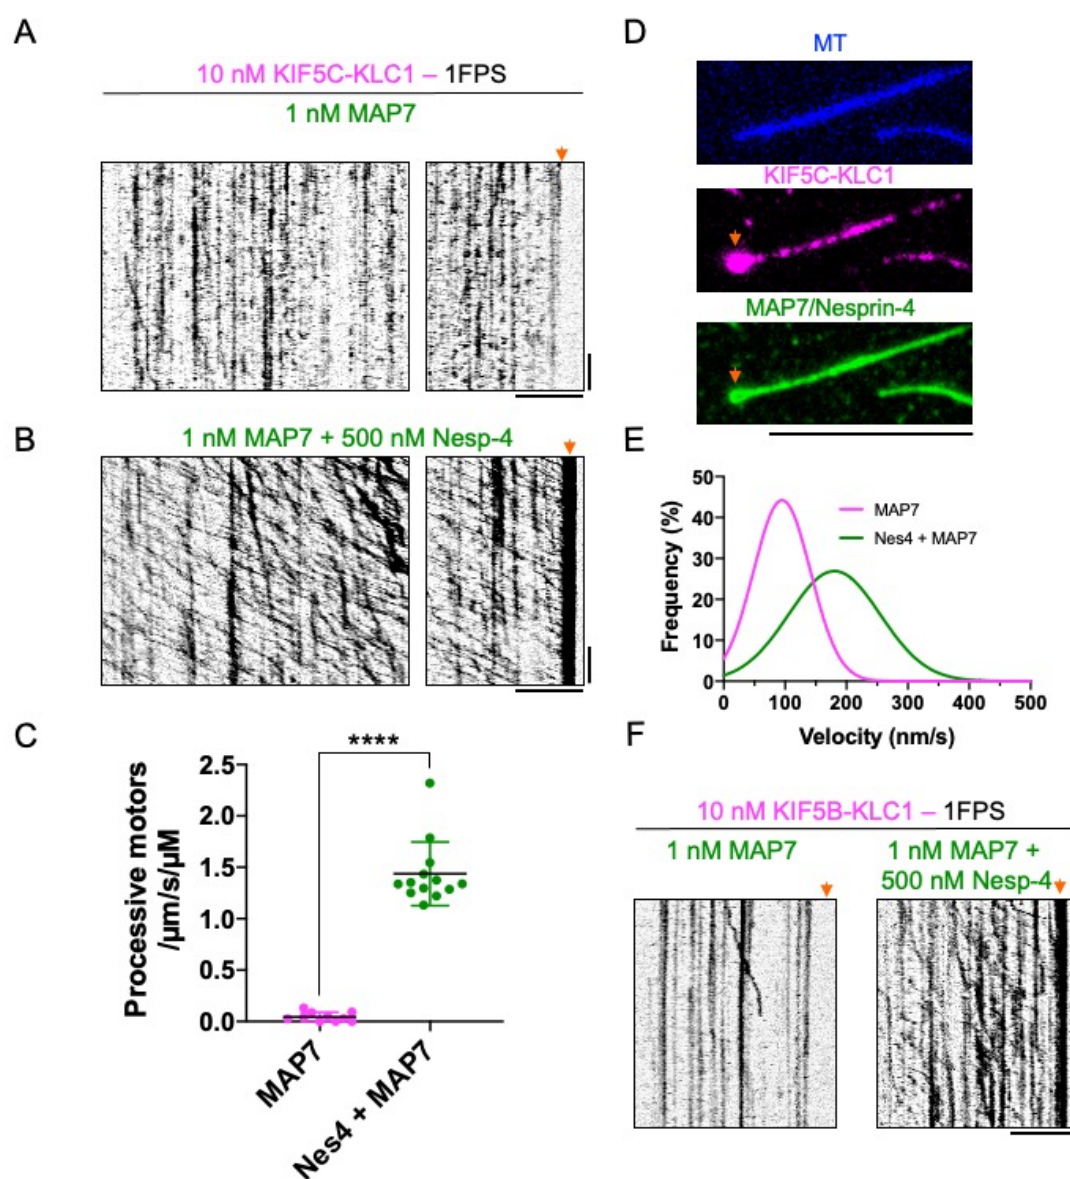 A
10 nM KIF5C-KLC1 – 1FPS
1 nM MAP7
B
1 nM MAP7 + 500 nM Nesp-4
C
****
Processive motors
/μm/s/μM
2.5
2.0
1.5
1.0
0.5
0.0
MAP7
Nes4 + MAP7
D
MT
KIF5C-KLC1
MAP7/Nesprin-4
E
Frequency (%)
50
40
30
20
10
0
MAP7
Nes4 + MAP7
0 100 200 300 400 500
Velocity (nm/s)
F
10 nM KIF5B-KLC1 – 1FPS
1 nM MAP7
1 nM MAP7 +
500 nM Nesp-4